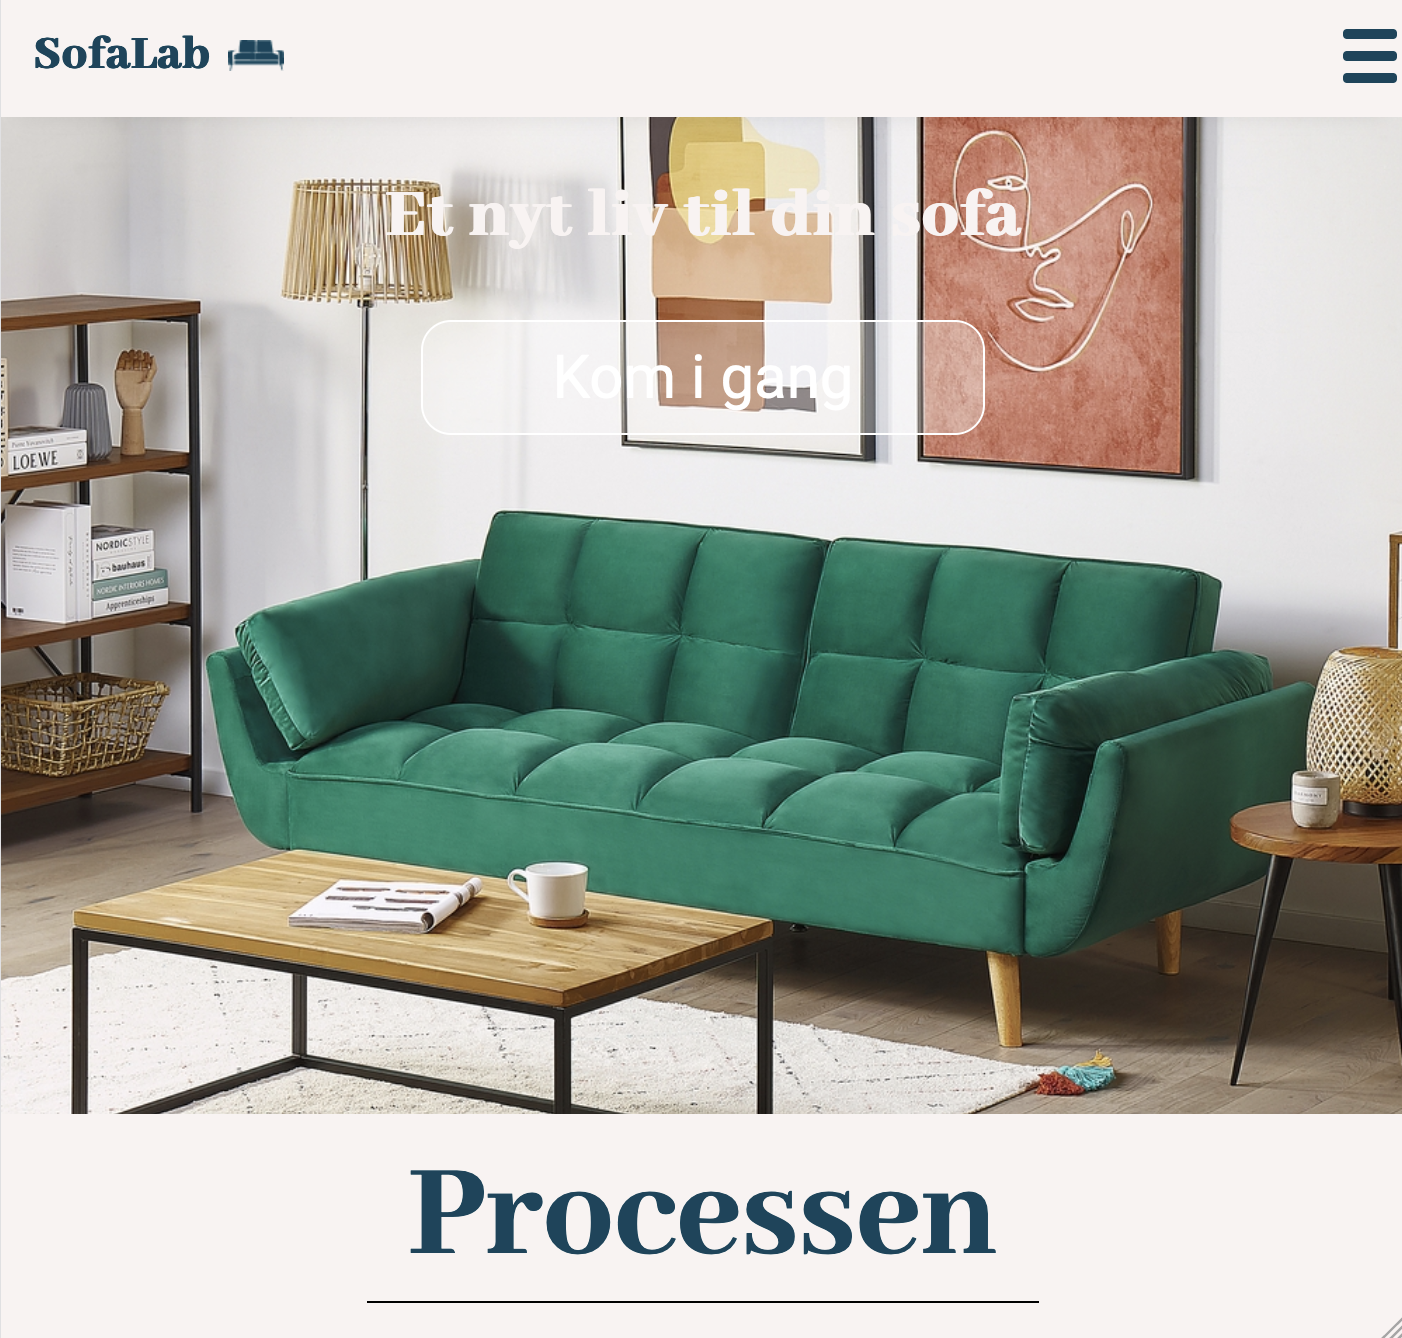 SofaLab
Et nyt liv til din sofa
Kom i gang
LOEWE
NORDICSTYLE
bauhaus
NORDIC INTERIORS HOMES
Apprenticeships
Processen